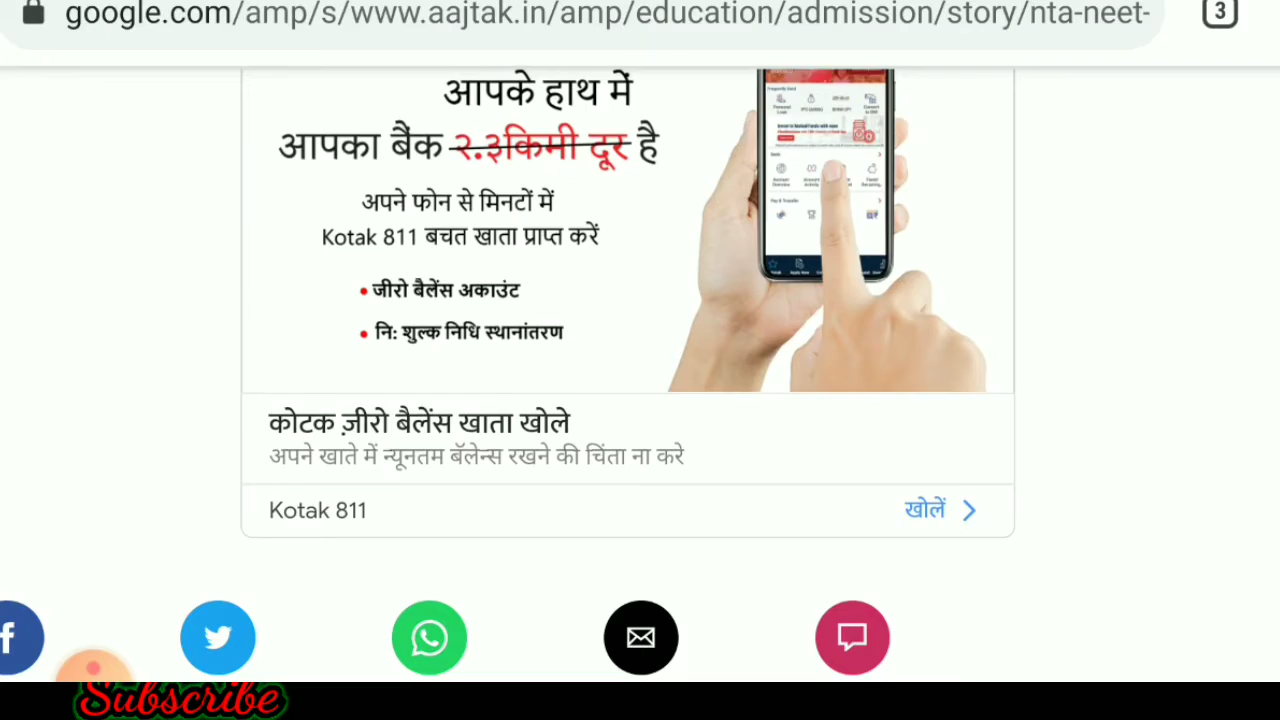 google.com/amp/s/www.aajtak.in/amp/education/admission/story/nta-neet-
3
आपके हाथ में
आपका बैंक २.३किमी दूर है
अपने फोन से मिनटों में
Kotak 811 बचत खाता प्राप्त करें
• जीरो बैलेंस अकाउंट
• नि: शुल्क निधि स्थानांतरण
कोटक ज़ीरो बैलेंस खाता खोले
अपने खाते में न्यूनतम बॅलेन्स रखने की चिंता ना करे
Kotak 811
खोलें
Subscribe